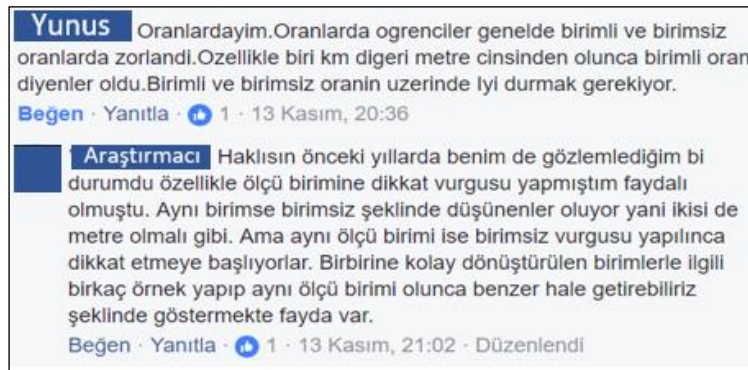 Yunus Oranlardayim.Oranlarda ogrenciler genelde birimli ve birimsiz
oranlarda zorlandi.Ozellikle biri km digeri metre cinsinden olunca birimli oran
diyenler oldu.Birimli ve birimsiz oranin uzerinde Iyi durmak gerekiyor.
Beğen · Yanıtla · 1 · 13 Kasım, 20:36
Araştırmacı Haklısın önceki yıllarda benim de gözlemlediğim bi
durumdu özellikle ölçü birimine dikkat vurgusu yapmıştım faydalı
olmuştu. Aynı birimse birimsiz şeklinde düşünenler oluyor yani ikisi de
metre olmalı gibi. Ama aynı ölçü birimi ise birimsiz vurgusu yapılınca
dikkat etmeye başlıyorlar. Birbirine kolay dönüştürülen birimlerle ilgili
birkaç örnek yapıp aynı ölçü birimi olunca benzer hale getirebiliriz
şeklinde göstermekte fayda var.
Beğen · Yanıtla · 1 · 13 Kasım, 21:02 · Düzenlendi